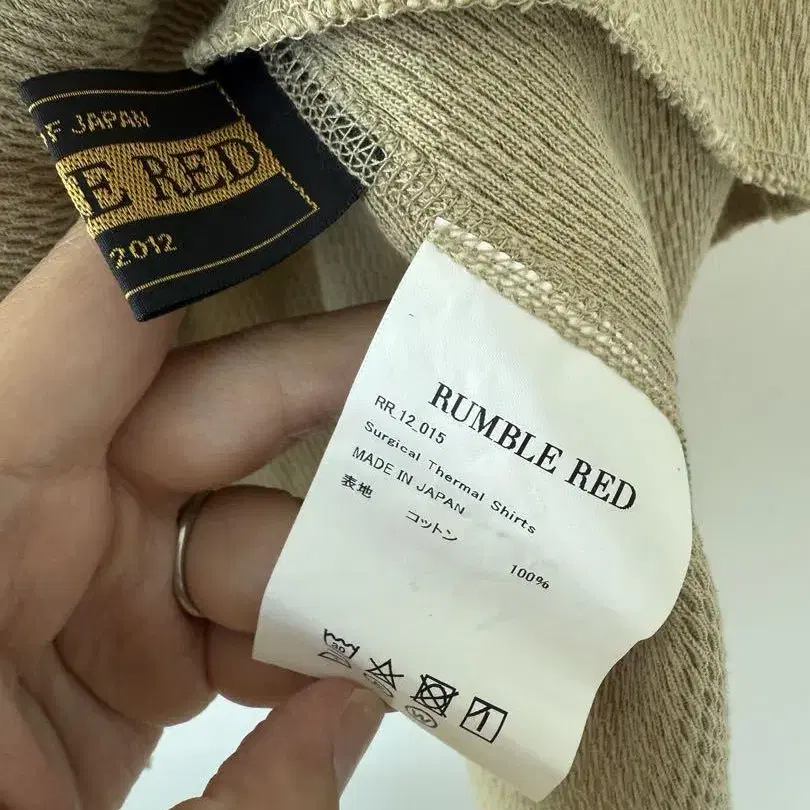 OF JAPAN
E RED
2012
RUMBLE RED
RR_12_015
Surgical Thermal Shirts
MADE IN JAPAN
表地 コットン 100%